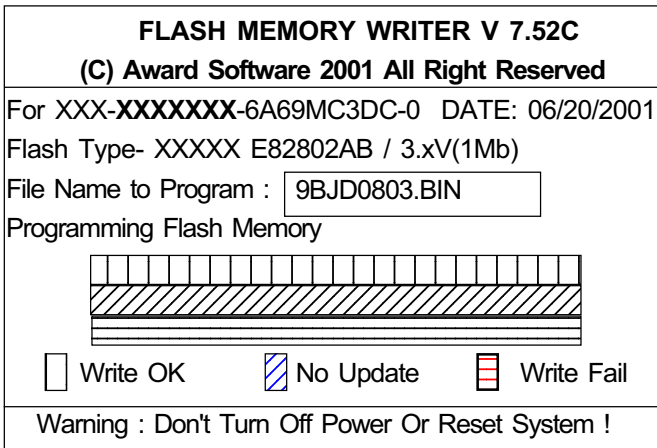 FLASH MEMORY WRITER V 7.52C
(C) Award Software 2001 All Right Reserved
For XXX-XXXXXXX-6A69MC3DC-0 DATE: 06/20/2001
Flash Type- XXXXX E82802AB / 3.xV(1Mb)
File Name to Program : 9BJD0803.BIN
Programming Flash Memory
Write OK No Update Write Fail
Warning : Don't Turn Off Power Or Reset System !